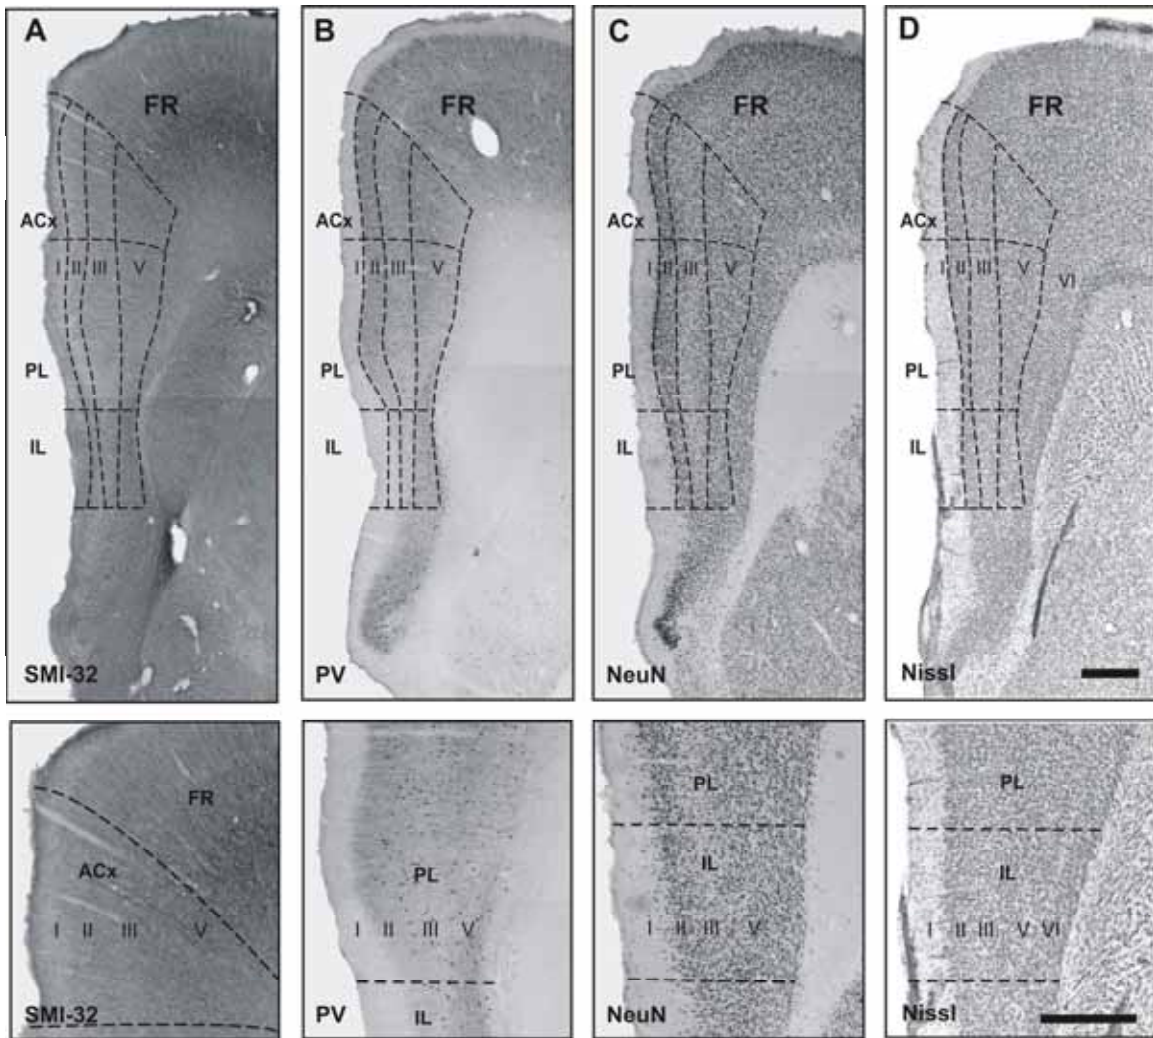 A
FR
ACx
I II III V
PL
IL
SMI-32
B
FR
ACx
I II III V
PL
IL
PV
C
FR
ACx
I II III V
PL
IL
NeuN
D
FR
ACx
I II III V VI
PL
IL
Nissl
FR
ACx
I II III V
SMI-32
PL
I II III V
IL
PV
PL
IL
I II III V
NeuN
PL
IL
I II III V VI
Nissl